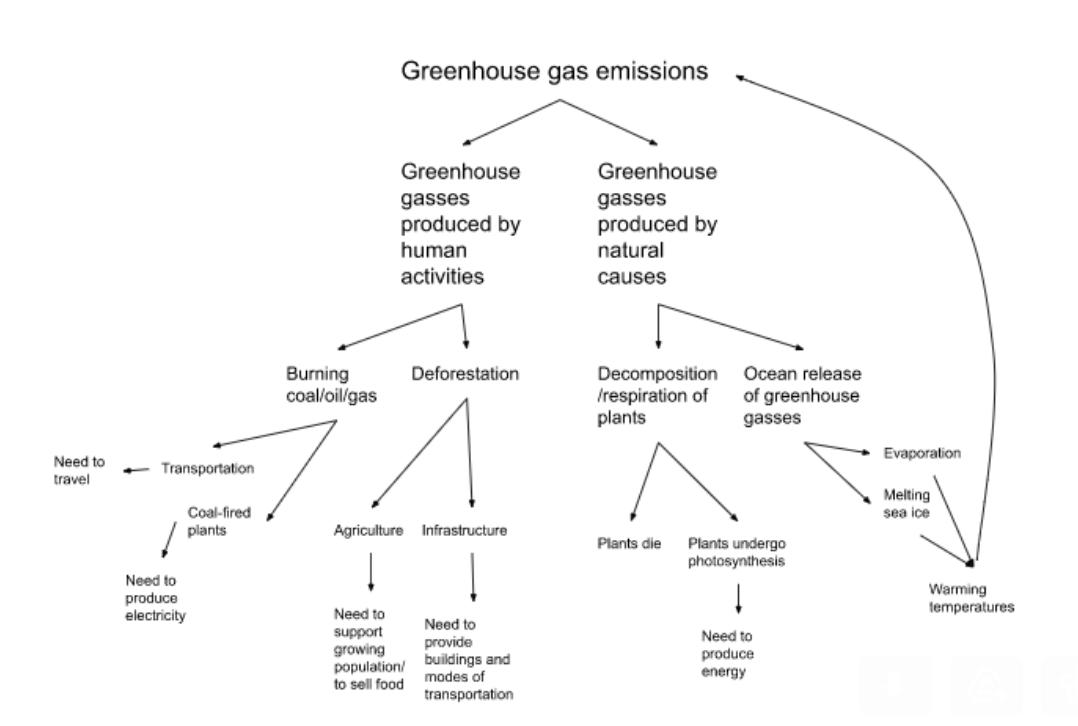 Greenhouse gas emissions
Greenhouse
gasses
produced by
human
activities
Greenhouse
gasses
produced by
natural
causes
Burning
coal/oil/gas
Deforestation
Decomposition
/respiration of
plants
Ocean release
of greenhouse
gasses
Need to
travel
Transportation
Coal-fired
plants
Need to
produce
electricity
Agriculture
Infrastructure
Need to
support
growing
population/
to sell food
Need to
provide
buildings and
modes of
transportation
Plants die
Plants undergo
photosynthesis
Need to
produce
energy
Evaporation
Melting
sea ice
Warming
temperatures